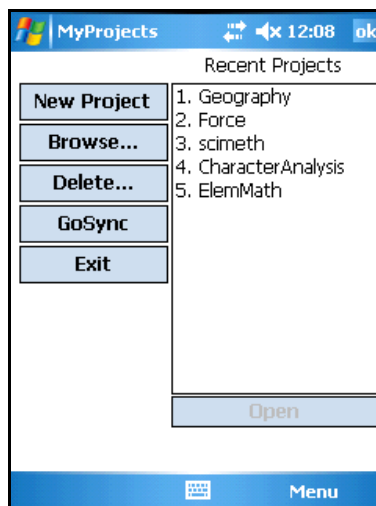 MyProjects 12:08 ok
Recent Projects
New Project
Browse...
Delete...
GoSync
Exit
1. Geography
2. Force
3. scimeth
4. CharacterAnalysis
5. ElemMath
Open
Menu